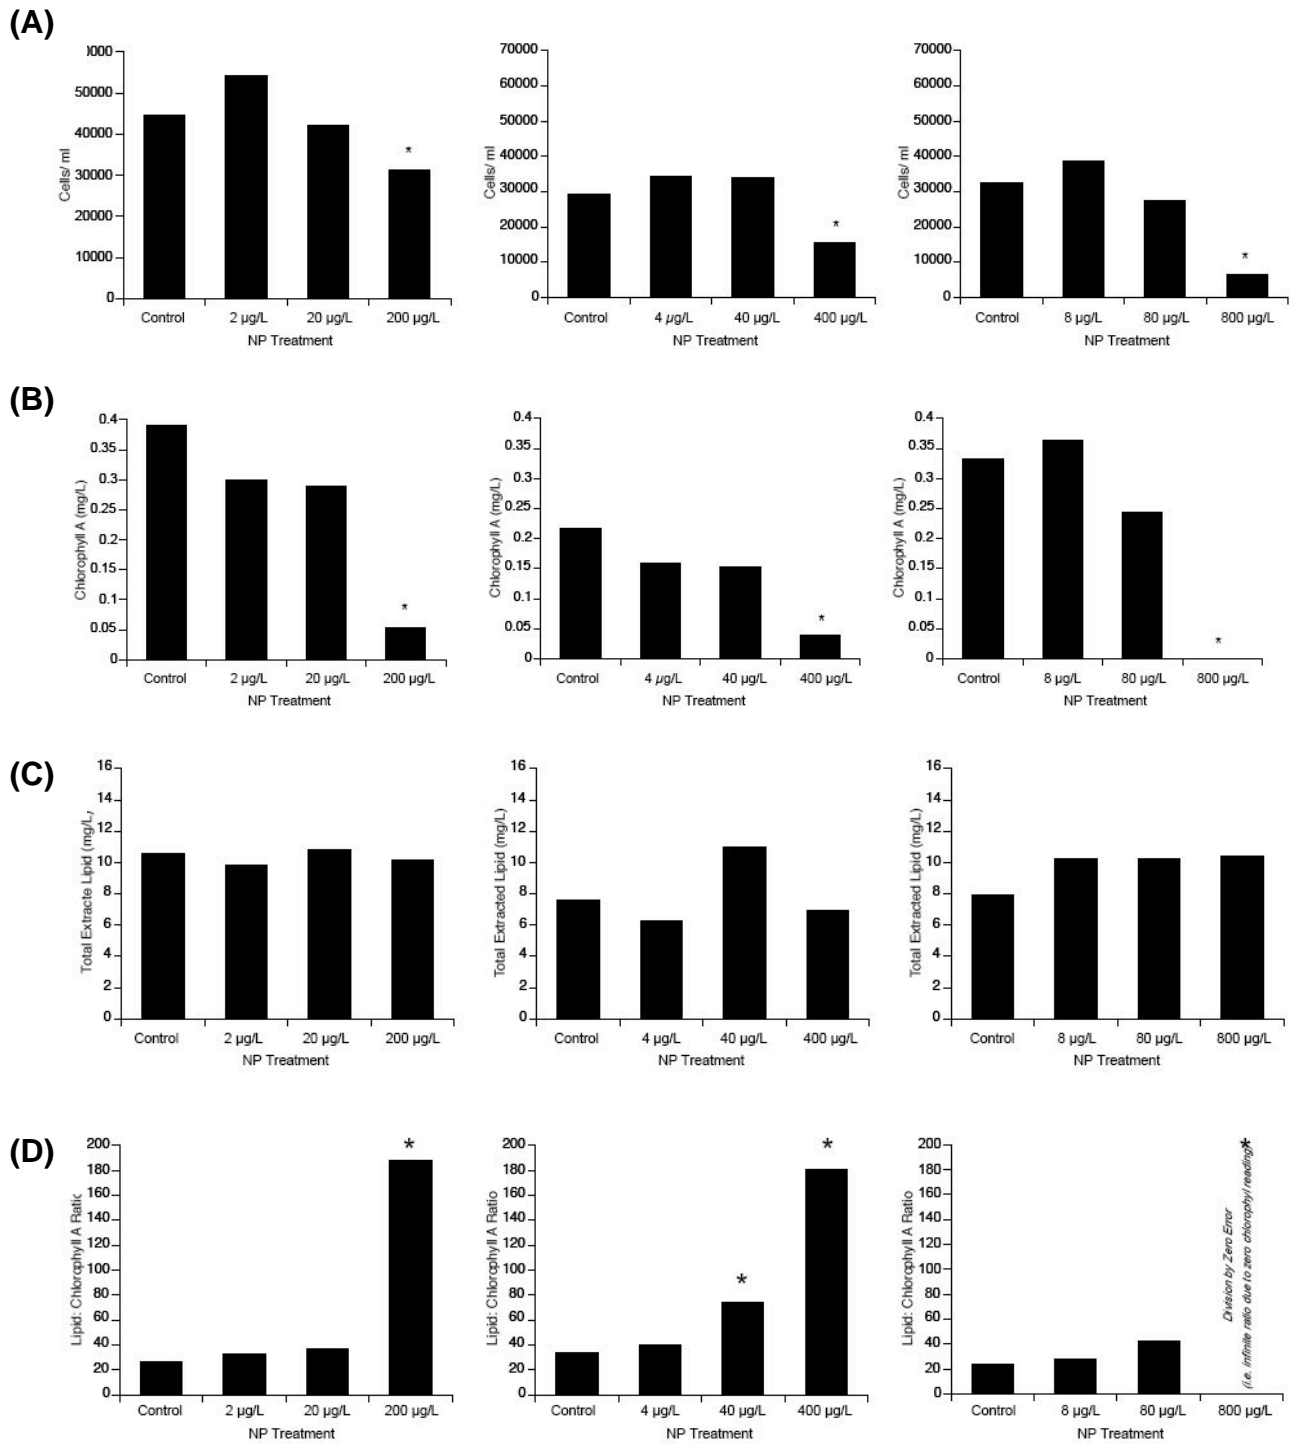 (A)
0000
50000
40000
30000
20000
10000
0
Cells/ ml
*
Control 2 µg/L 20 µg/L 200 µg/L
NP Treatment
70000
60000
50000
40000
30000
20000
10000
0
Cells/ ml
*
Control 4 µg/L 40 µg/L 400 µg/L
NP Treatment
70000
60000
50000
40000
30000
20000
10000
0
Cells/ ml
*
Control 8 µg/L 80 µg/L 800 µg/L
NP Treatment
(B)
0.4
0.35
0.3
0.25
0.2
0.15
0.1
0.05
0
Chlorophyll A (mg/L)
*
Control 2 µg/L 20 µg/L 200 µg/L
NP Treatment
0.4
0.35
0.3
0.25
0.2
0.15
0.1
0.05
0
Chlorophyll A (mg/L)
*
Control 4 µg/L 40 µg/L 400 µg/L
NP Treatment
0.4
0.35
0.3
0.25
0.2
0.15
0.1
0.05
0
Chlorophyll A (mg/L)
*
Control 8 µg/L 80 µg/L 800 µg/L
NP Treatment
(C)
16
14
12
10
8
6
4
2
0
Total Extracte Lipid (mg/L,
Control 2 µg/L 20 µg/L 200 µg/L
NP Treatment
16
14
12
10
8
6
4
2
0
Total Extracted Lipid (mg/L)
Control 4 µg/L 40 µg/L 400 µg/L
NP Treatment
16
14
12
10
8
6
4
2
0
Total Extracted Lipid (mg/L)
Control 8 µg/L 80 µg/L 800 µg/L
NP Treatment
(D)
200
180
160
140
120
100
80
60
40
20
0
Lipid: Chlorophyll A Ratio
*
Control 2 µg/L 20 µg/L 200 µg/L
NP Treatment
200
180
160
140
120
100
80
60
40
20
0
Lipid: Chlorophyll A Ratio
*
*
Control 4 µg/L 40 µg/L 400 µg/L
NP Treatment
200
180
160
140
120
100
80
60
40
20
0
Lipid: Chlorophyll A Ratio
*
Division by Zero Error
(i.e. infinite ratio due to zero chlorophyl reading)
Control 8 µg/L 80 µg/L 800 µg/L
NP Treatment